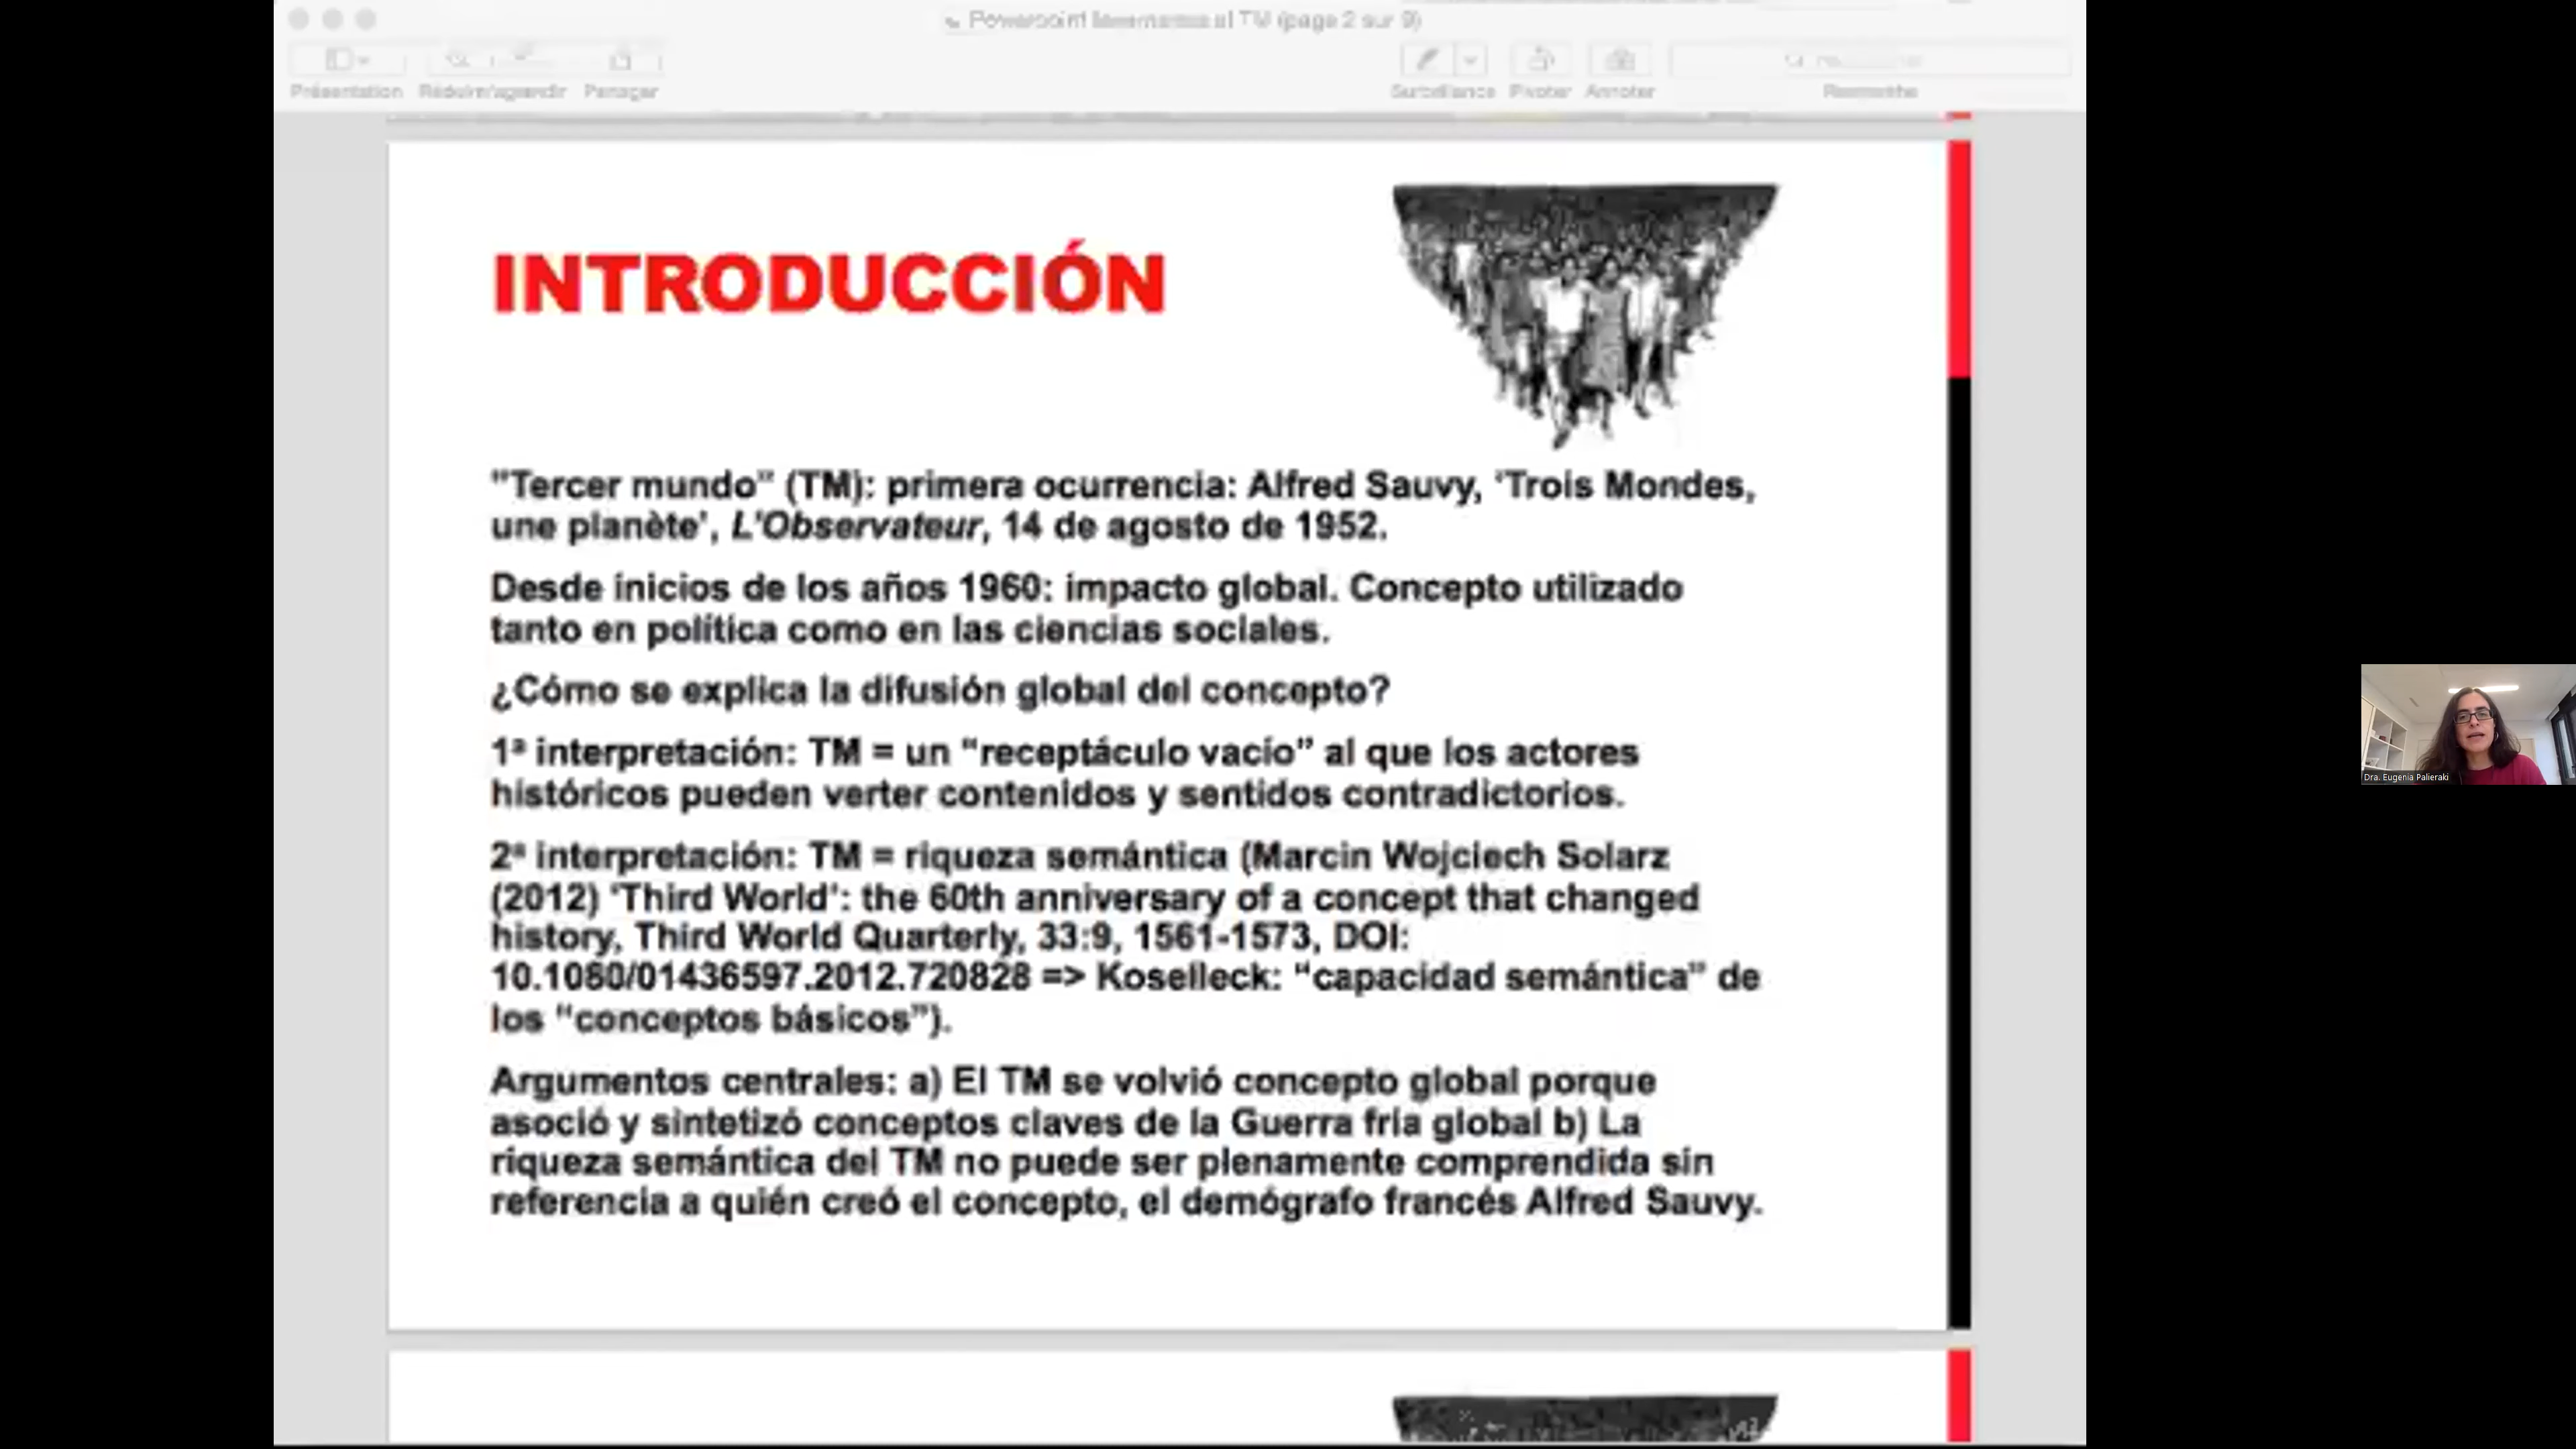 Powerpoint al TM (page 2 sur 9)
Présentation Réduire/agrandir Partager Surbrillance Pivoter Annoter Recherche
INTRODUCCIÓN
"Tercer mundo" (TM): primera ocurrencia: Alfred Sauvy, 'Trois Mondes,
une planète', L'Observateur, 14 de agosto de 1952.
Desde inicios de los años 1960: impacto global. Concepto utilizado
tanto en política como en las ciencias sociales.
¿Cómo se explica la difusión global del concepto?
1ª interpretación: TM = un “receptáculo vacío” al que los actores
históricos pueden verter contenidos y sentidos contradictorios.
2ª interpretación: TM = riqueza semántica (Marcin Wojciech Solarz
(2012) ‘Third World’: the 60th anniversary of a concept that changed
history, Third World Quarterly, 33:9, 1561-1573, DOI:
10.1080/01436597.2012.720828 => Koselleck: “capacidad semántica” de
los “conceptos básicos”).
Argumentos centrales: a) El TM se volvió concepto global porque
asoció y sintetizó conceptos claves de la Guerra fría global b) La
riqueza semántica del TM no puede ser plenamente comprendida sin
referencia a quién creó el concepto, el demógrafo francés Alfred Sauvy.
Dra. Eugenia Palieraki